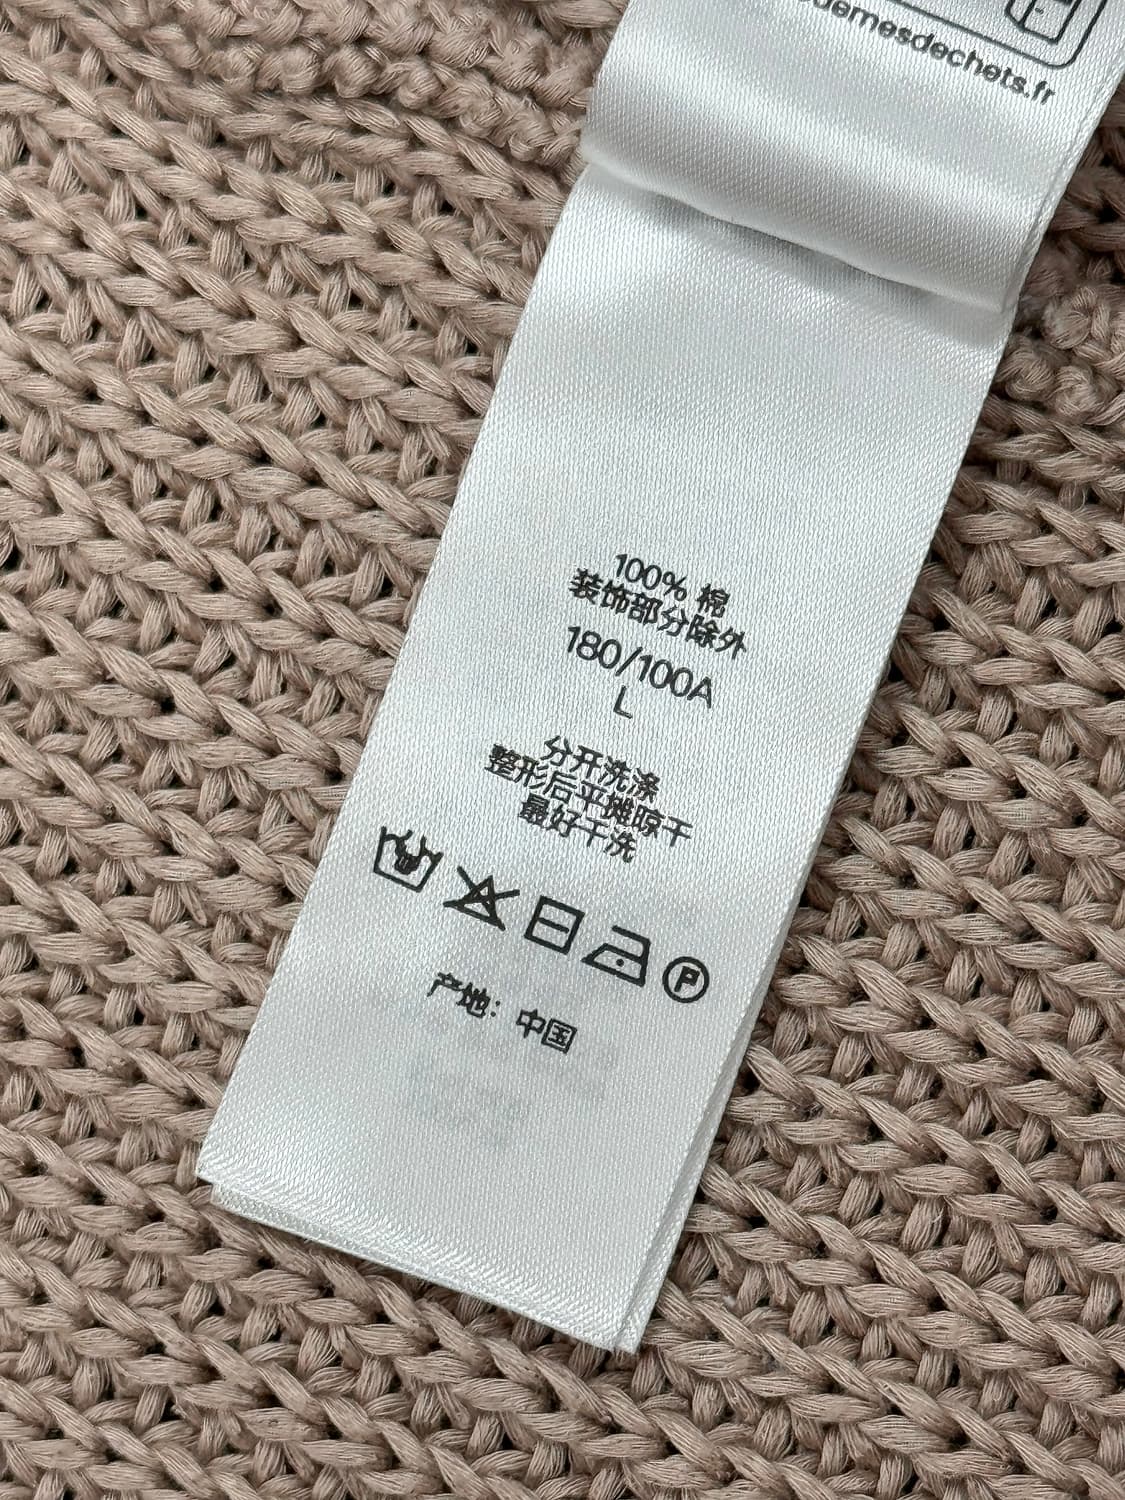 demesdechets.fr
100% 棉
装饰部分除外
180/100A
L
分开洗涤
整形后平摊晾干
最好干洗
P
产地：中国